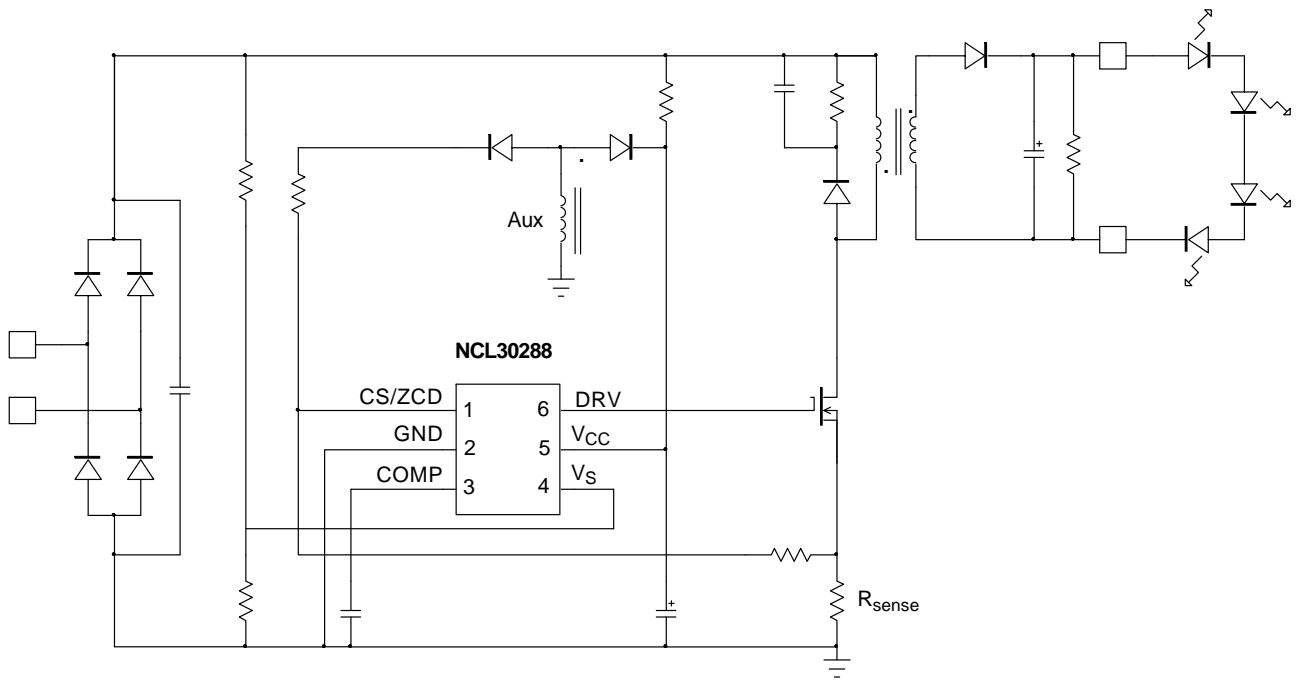 Aux
NCL30288
CS/ZCD 1 6 DRV
GND 2 5 VCC
COMP 3 4 VS
Rsense